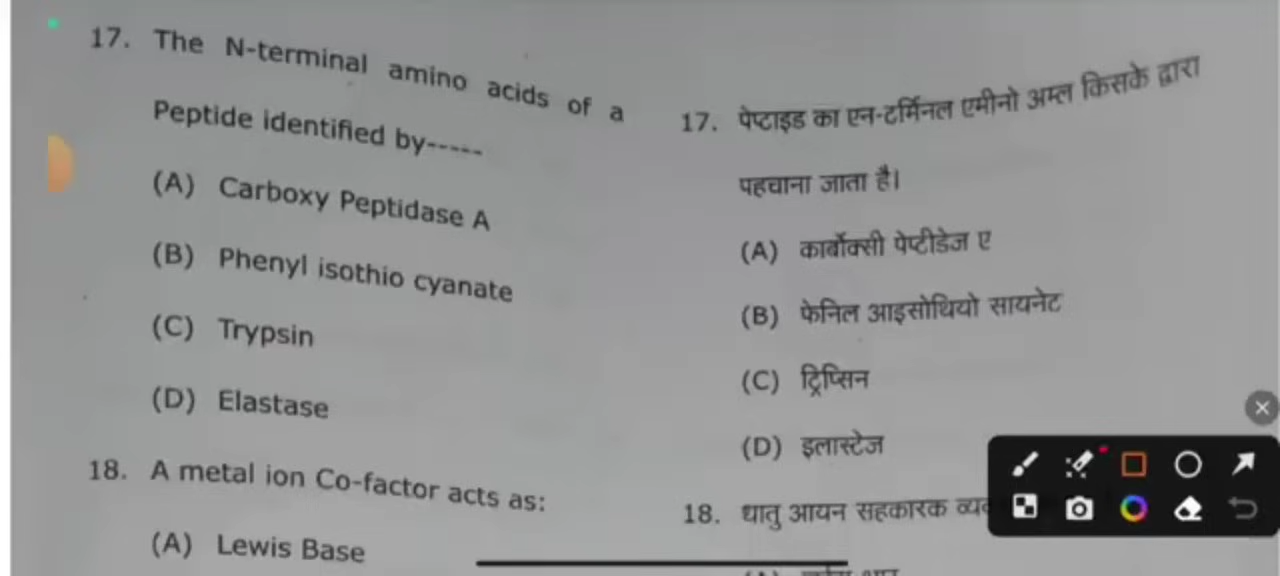 17. The N-terminal amino acids of a
Peptide identified by-----
(A) Carboxy Peptidase A
(B) Phenyl isothio cyanate
(C) Trypsin
(D) Elastase
18. A metal ion Co-factor acts as:
(A) Lewis Base
17. पेप्टाइड का एन-टर्मिनल एमीनो अम्ल किसके द्वारा
पहचाना जाता है।
(A) कार्बोक्सी पेप्टीडेज ए
(B) फेनिल आइसोथियो सायनेट
(C) ट्रिप्सिन
(D) इलास्टेज
18. धातु आयन सहकारक